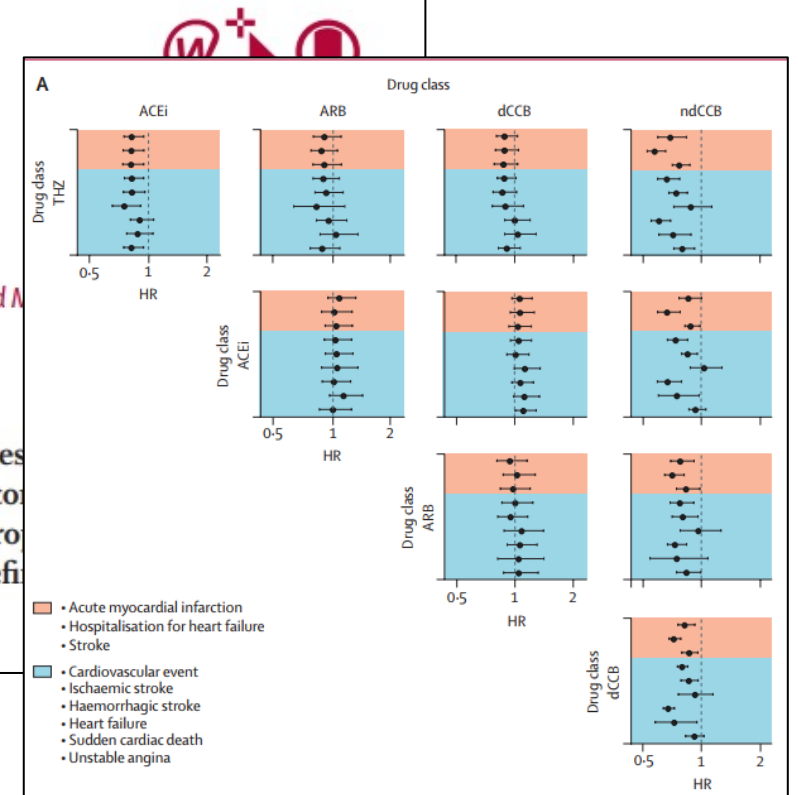 A
Drug class
ACEi
ARB
dCCB
ndCCB
Drug class
THZ
0·5 1 2
HR
Drug class
ACEi
0·5 1 2
HR
Drug class
ARB
0·5 1 2
HR
• Acute myocardial infarction
• Hospitalisation for heart failure
• Stroke
• Cardiovascular event
• Ischaemic stroke
• Haemorrhagic stroke
• Heart failure
• Sudden cardiac death
• Unstable angina
Drug class
dCCB
0·5 1 2
HR